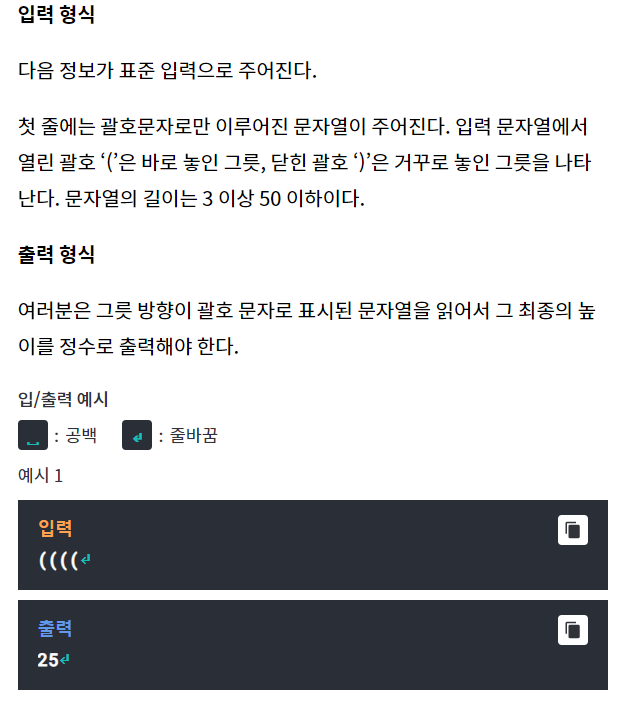 입력 형식
다음 정보가 표준 입력으로 주어진다.
첫 줄에는 괄호문자로만 이루어진 문자열이 주어진다. 입력 문자열에서
열린 괄호 ‘(’은 바로 놓인 그릇, 닫힌 괄호 ‘)’은 거꾸로 놓인 그릇을 나타
난다. 문자열의 길이는 3 이상 50 이하이다.
출력 형식
여러분은 그릇 방향이 괄호 문자로 표시된 문자열을 읽어서 그 최종의 높
이를 정수로 출력해야 한다.
입/출력 예시
␣ : 공백 ↵ : 줄바꿈
예시 1
입력
((((↵
출력
25↵